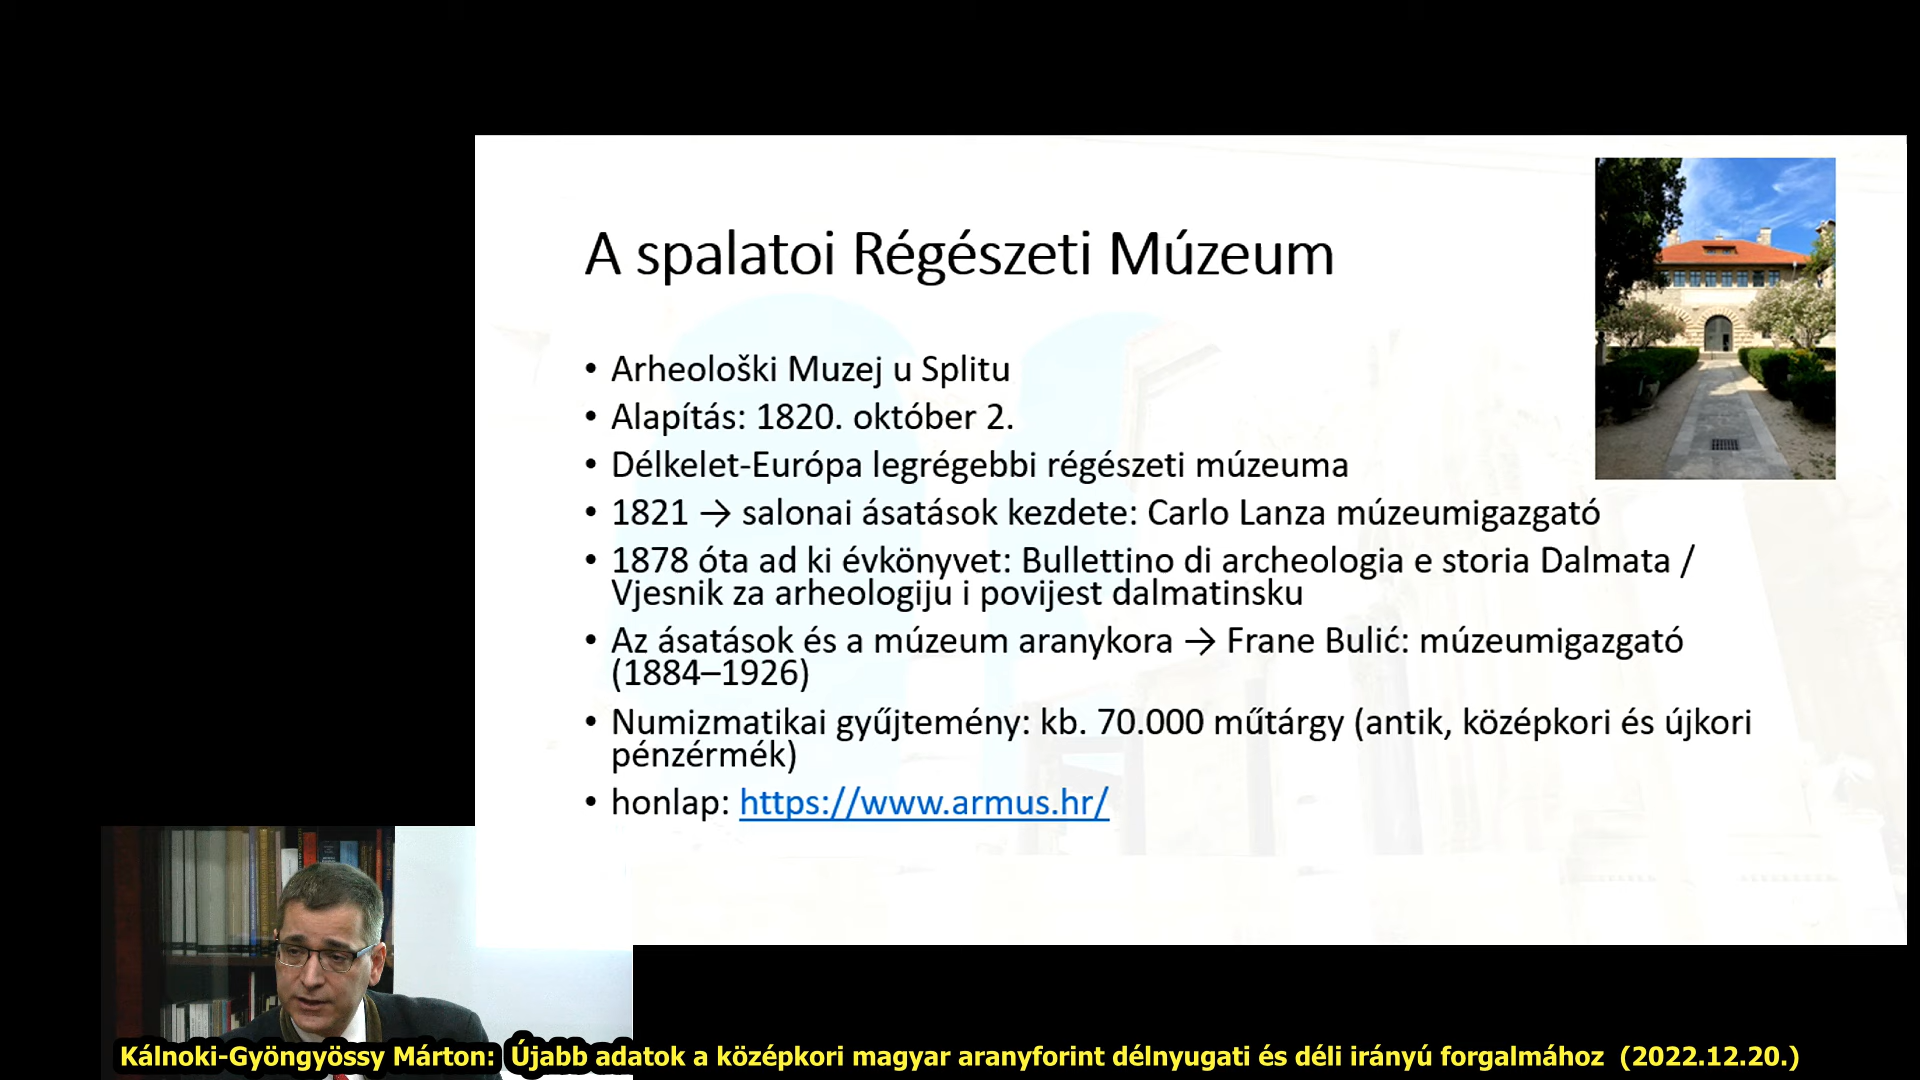 A spalatoi Régészeti Múzeum
• Arheološki Muzej u Splitu
• Alapítás: 1820. október 2.
• Délkelet-Európa legrégebbi régészeti múzeuma
• 1821 → salonai ásatások kezdete: Carlo Lanza múzeumigazgató
• 1878 óta ad ki évkönyvet: Bullettino di archeologia e storia Dalmata /
Vjesnik za arheologiju i povijest dalmatinsku
• Az ásatások és a múzeum aranykora → Frane Bulić: múzeumigazgató
(1884–1926)
• Numizmatikai gyűjtemény: kb. 70.000 műtárgy (antik, középkori és újkori
pénzérmék)
• honlap: https://www.armus.hr/
Kálnoki-Gyöngyössy Márton: Újabb adatok a középkori magyar aranyforint délnyugati és déli irányú forgalmához (2022.12.20.)